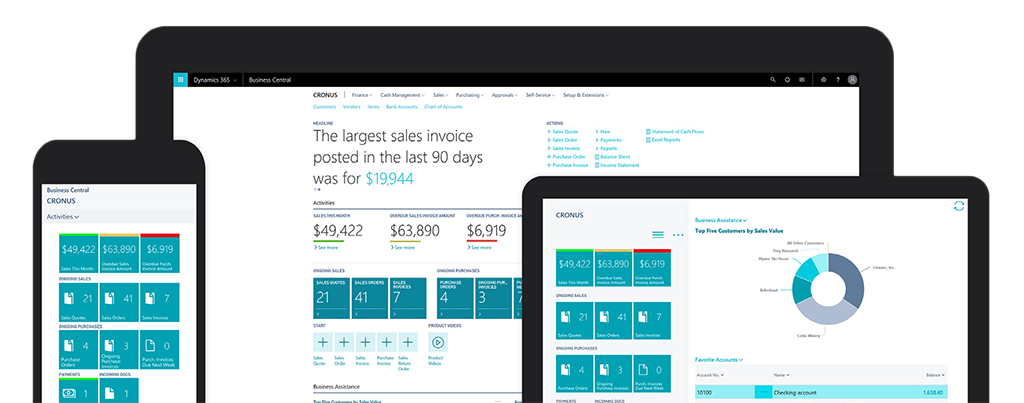 Dynamics 365
Business Central
CRONUS
Finance
Cash Management
Sales
Purchasing
Approvals
Self-Service
Setup & Extensions
Customers
Vendors
Items
Bank Accounts
Chart of Accounts
HEADLINE
The largest sales invoice
posted in the last 90 days
was for $19,944
ACTIONS
+ Sales Quote
+ Sales Order
+ Sales Invoice
+ Purchase Order
+ Purchase Invoice
> New
> Payments
> Reports
Balance Sheet
Income Statement
Statement of Cash Flows
Excel Reports
Activities
SALES THIS MONTH
$49,422
> See more
OVERDUE SALES INVOICE AMOUNT
$63,890
> See more
OVERDUE PURCH. INVOICE AM
$6,919
> See more
ONGOING SALES
SALES QUOTES
21
SALES ORDERS
41
SALES INVOICES
7
ONGOING PURCHASES
PURCHASE ORDERS
4
ONGOING PUR... INVOICES
3
7
START
Sales Quote
Sales Order
Sales Invoice
Purchase Invoice
Sales Return Order
PRODUCT VIDEOS
Product Videos
Business Assistance
Top Five Customers by Sales Value
Business Central
CRONUS
Activities
$49,422
Sales This Month
$63,890
Overdue Sales Invoice Amount
$6,919
Overdue Purch. Invoice Amount
ONGOING SALES
21
Sales Quotes
41
Sales Orders
7
Sales Invoices
ONGOING PURCHASES
4
Purchase Orders
3
Ongoing Purchase Invoices
0
Purch. Invoices Due Next Week
PAYMENTS
INCOMING DOCS
1
1
CRONUS
$49,422
Sales This Month
$63,890
Overdue Sales Invoice Amount
$6,919
Overdue Purch. Invoice Amount
ONGOING SALES
21
Sales Quotes
41
Sales Orders
7
Sales Invoices
ONGOING PURCHASES
4
Purchase Orders
3
Ongoing Purchase Invoices
0
Purch. Invoices Due Next Week
PAYMENTS
INCOMING DOCS
Business Assistance
Top Five Customers by Sales Value
All Other Customers
Trey Research
Alpine Ski House
Relecloud
Coho Winery
Litware, Inc.
Favorite Accounts
Account No.
Name
Balance
10100
Checking account
1,638.40